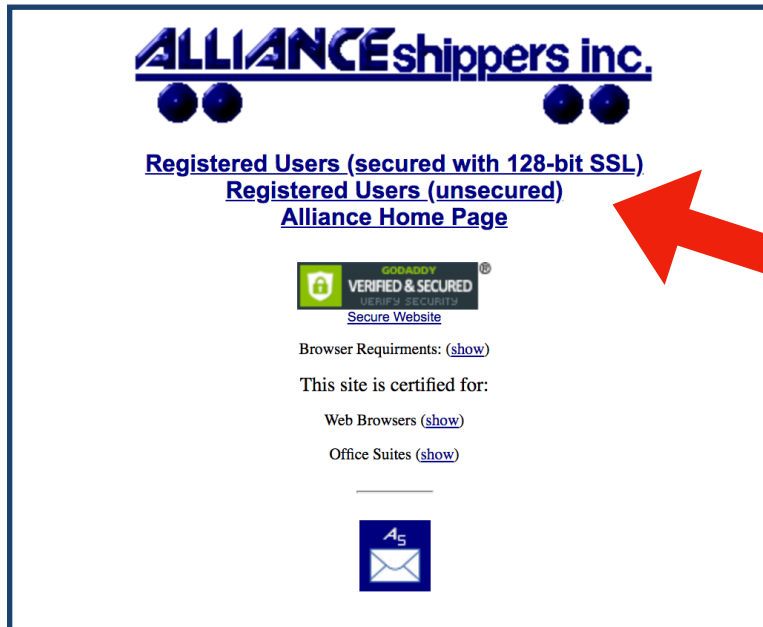 ALLIANCEshippers inc.
Registered Users (secured with 128-bit SSL)
Registered Users (unsecured)
Alliance Home Page
GODADDY ®
VERIFIED & SECURED
VERIFY SECURITY
Secure Website
Browser Requirments: (show)
This site is certified for:
Web Browsers (show)
Office Suites (show)
AS